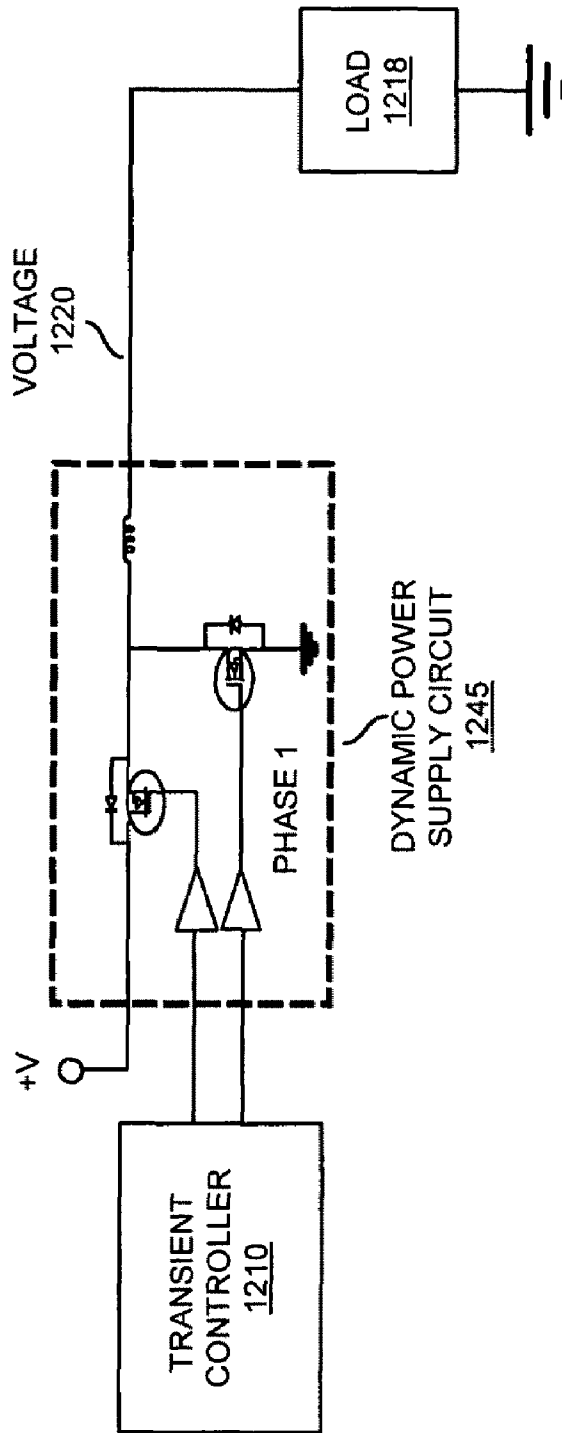 TRANSIENT
CONTROLLER
1210
+V
PHASE 1
DYNAMIC POWER
SUPPLY CIRCUIT
1245
VOLTAGE
1220
LOAD
1218